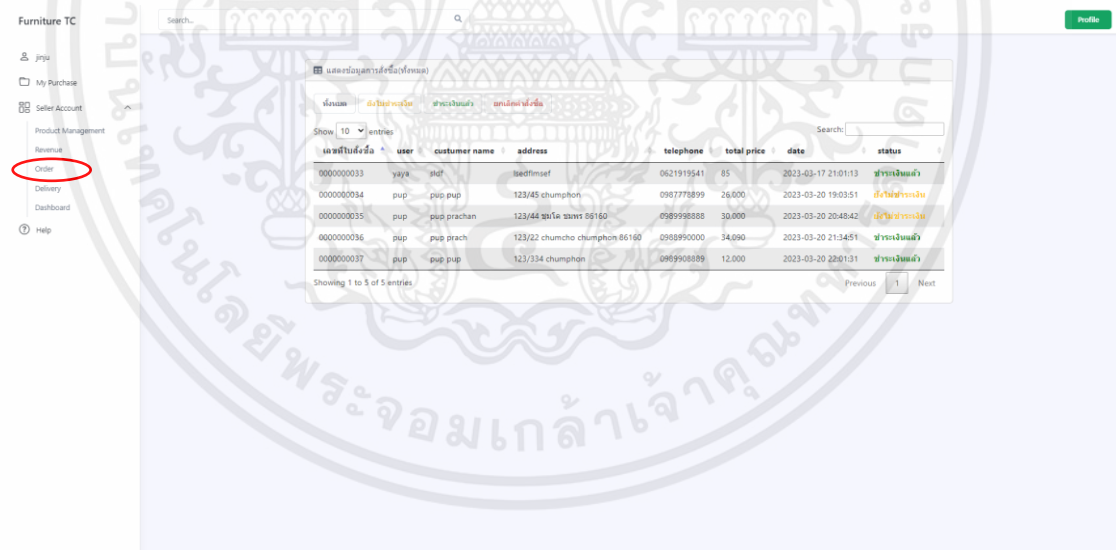 Furniture TC
Search...
Profile
jinju
My Purchase
Seller Account
Product Management
Revenue
Order
Delivery
Dashboard
Help
แสดงข้อมูลการสั่งซื้อ(ทั้งหมด)
ทั้งหมด ยังไม่ชำระเงิน ชำระเงินแล้ว ยกเลิกคำสั่งซื้อ
Show 10 entries Search:
เลขที่ใบสั่งซื้อ user custumer name address telephone total price date status
0000000033 yaya sldf lsedflmsef 0621919541 85 2023-03-17 21:01:13 ชำระเงินแล้ว
0000000034 pup pup pup 123/45 chumphon 0987778899 26.000 2023-03-20 19:03:51 ยังไม่ชำระเงิน
0000000035 pup pup prachan 123/44 ชุมโค ชุมพร 86160 0989998888 30.000 2023-03-20 20:48:42 ยังไม่ชำระเงิน
0000000036 pup pup prach 123/22 chumcho chumphon 86160 0988990000 34.090 2023-03-20 21:34:51 ชำระเงินแล้ว
0000000037 pup pup pup 123/334 chumphon 0989908889 12.000 2023-03-20 22:01:31 ชำระเงินแล้ว
Showing 1 to 5 of 5 entries Previous 1 Next